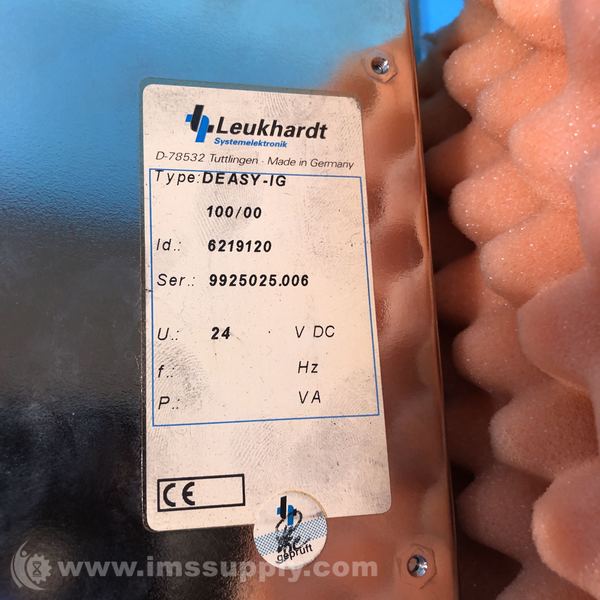 Leukhardt
Systemelektronik
D-78532 Tuttlingen · Made in Germany
Type: DEASY-IG
100/00
Id.: 6219120
Ser.: 9925025.006
U.: 24 V DC
f.: Hz
P.: VA
CE
geprüft
www.imssupply.com